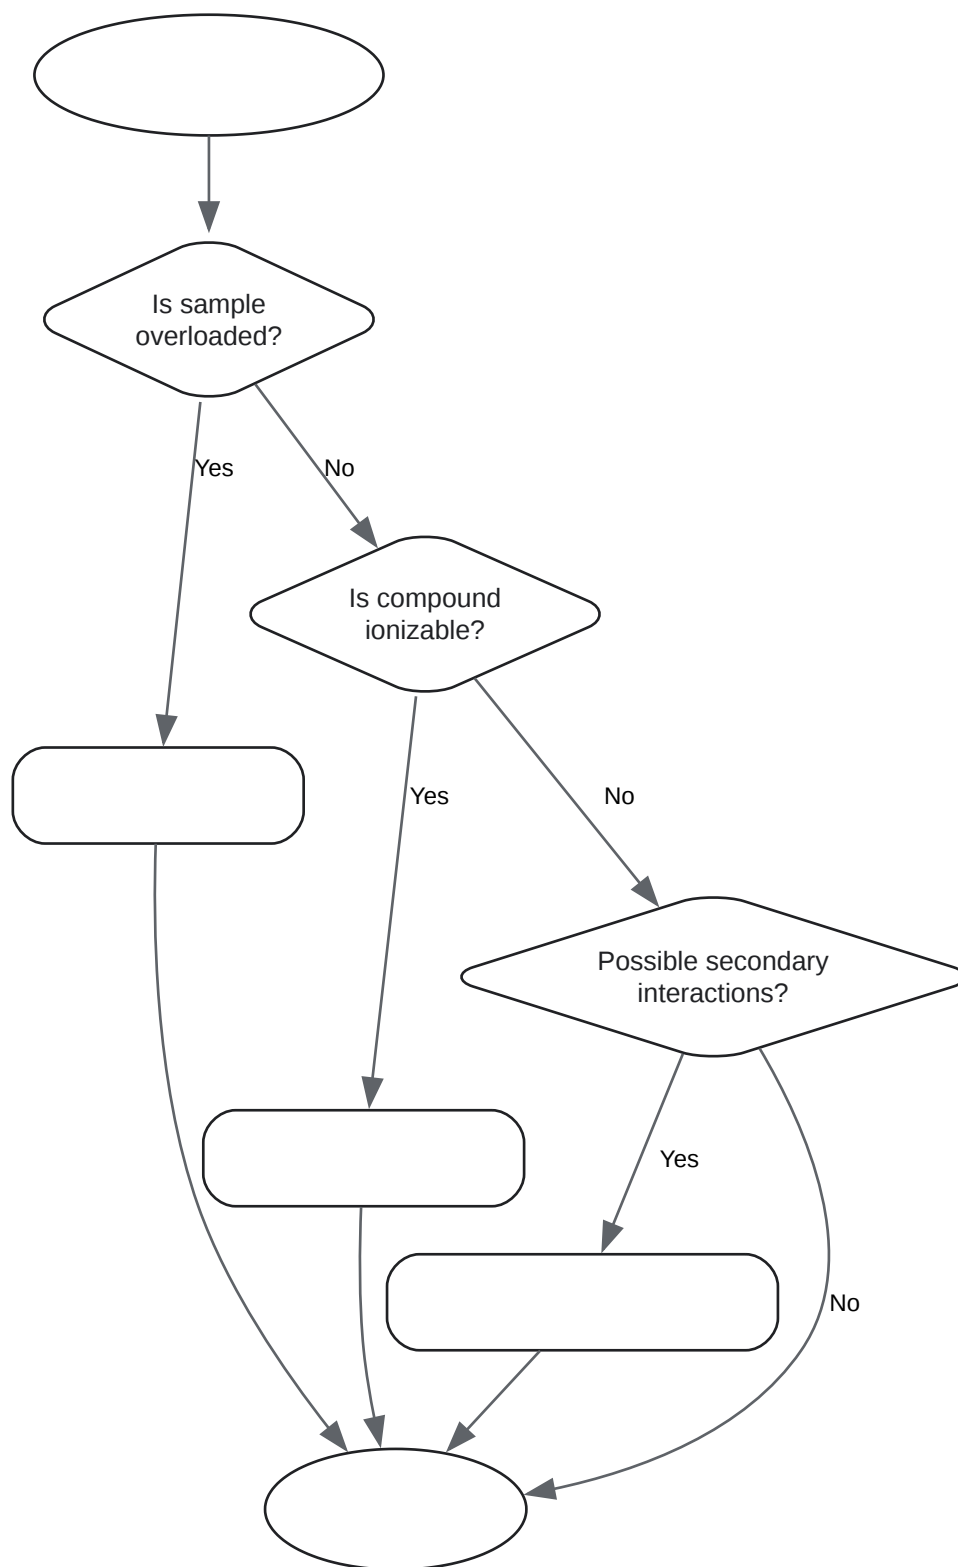 Is sample
overloaded?
Yes
No
Is compound
ionizable?
Yes
No
Possible secondary
interactions?
Yes
No